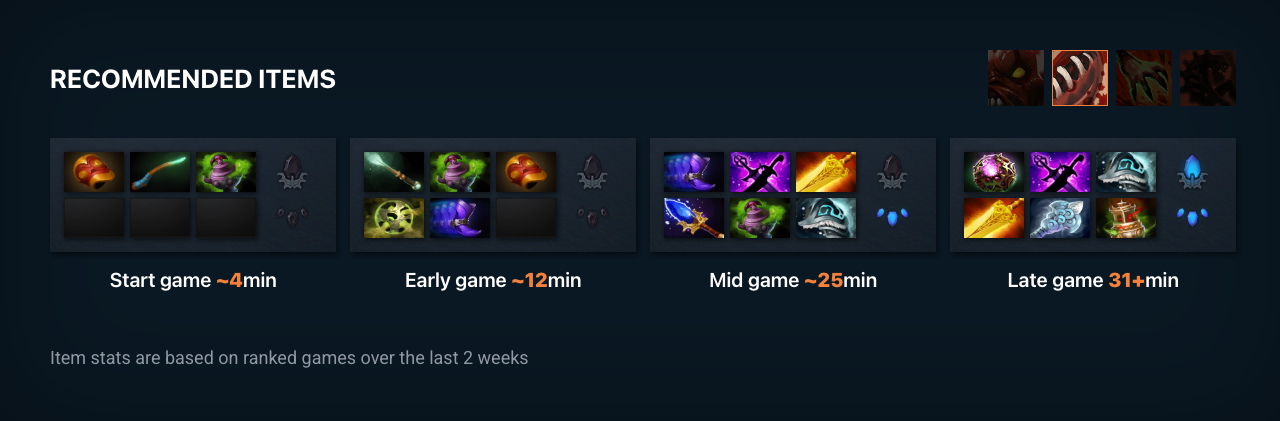 RECOMMENDED ITEMS
Start game ~4min
Early game ~12min
Mid game ~25min
Late game 31+min
Item stats are based on ranked games over the last 2 weeks